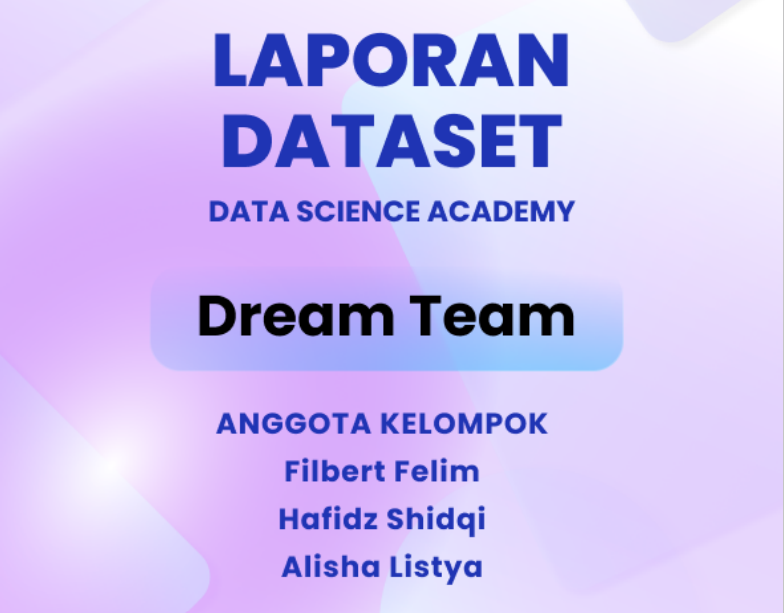 LAPORAN
DATASET
DATA SCIENCE ACADEMY
Dream Team
ANGGOTA KELOMPOK
Filbert Felim
Hafidz Shidqi
Alisha Listya